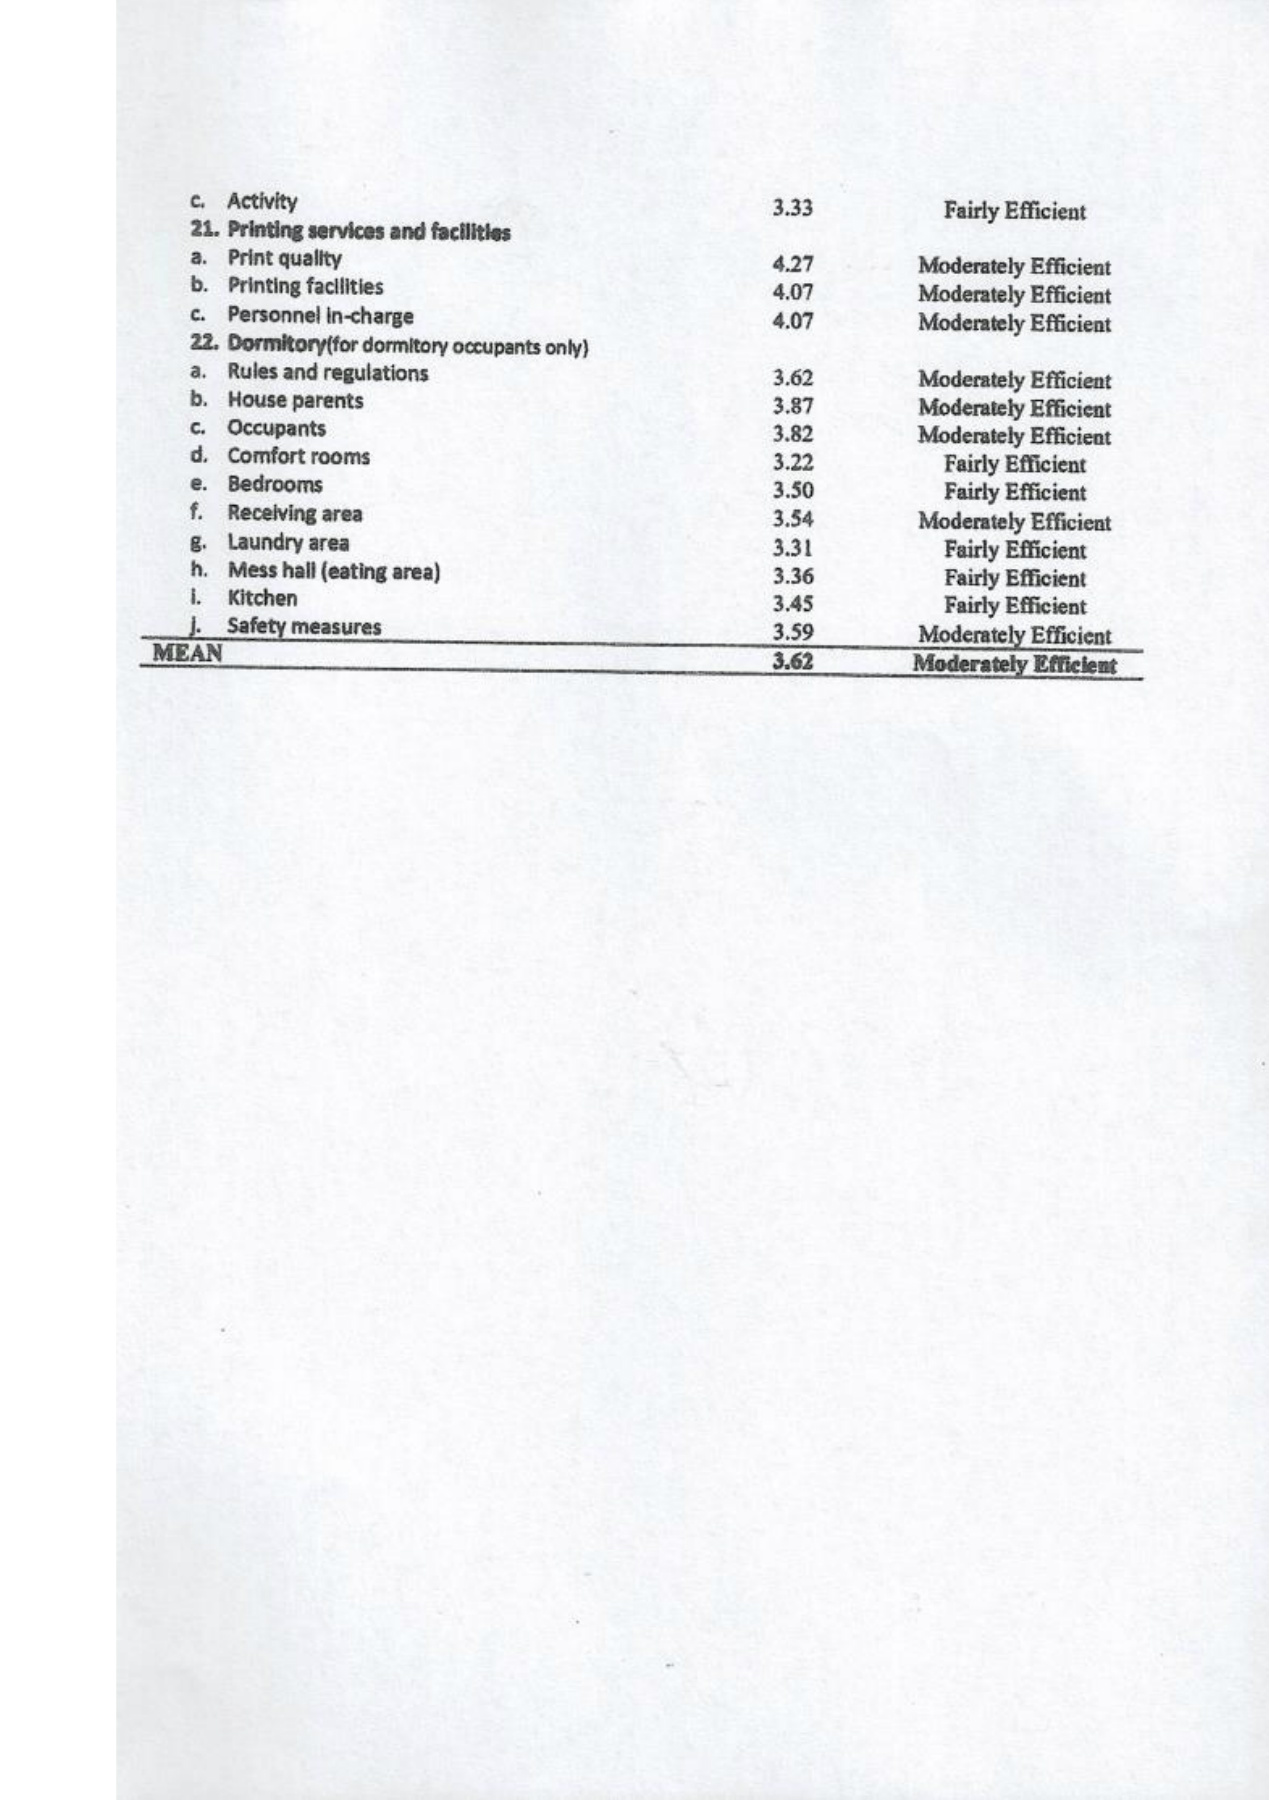 c. Activity 3.33 Fairly Efficient
21. Printing services and facilities
a. Print quality 4.27 Moderately Efficient
b. Printing facilities 4.07 Moderately Efficient
c. Personnel in-charge 4.07 Moderately Efficient
22. Dormitory(for dormitory occupants only)
a. Rules and regulations 3.62 Moderately Efficient
b. House parents 3.87 Moderately Efficient
c. Occupants 3.82 Moderately Efficient
d. Comfort rooms 3.22 Fairly Efficient
e. Bedrooms 3.50 Fairly Efficient
f. Receiving area 3.54 Moderately Efficient
g. Laundry area 3.31 Fairly Efficient
h. Mess hall (eating area) 3.36 Fairly Efficient
i. Kitchen 3.45 Fairly Efficient
j. Safety measures 3.59 Moderately Efficient
MEAN 3.62 Moderately Efficient